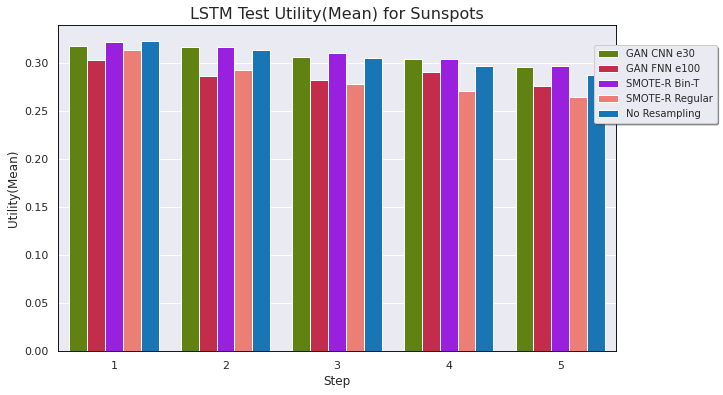 LSTM Test Utility(Mean) for Sunspots
GAN CNN e30
GAN FNN e100
SMOTE-R Bin-T
SMOTE-R Regular
No Resampling
Utility(Mean)
0.30
0.25
0.20
0.15
0.10
0.05
0.00
1 2 3 4 5
Step